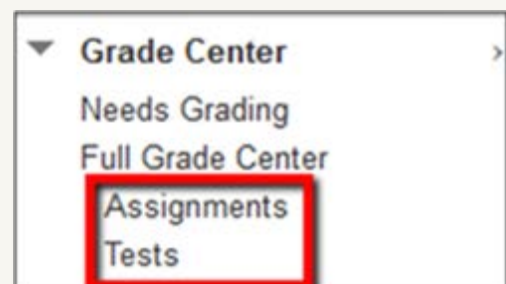 Grade Center
Needs Grading
Full Grade Center
Assignments
Tests